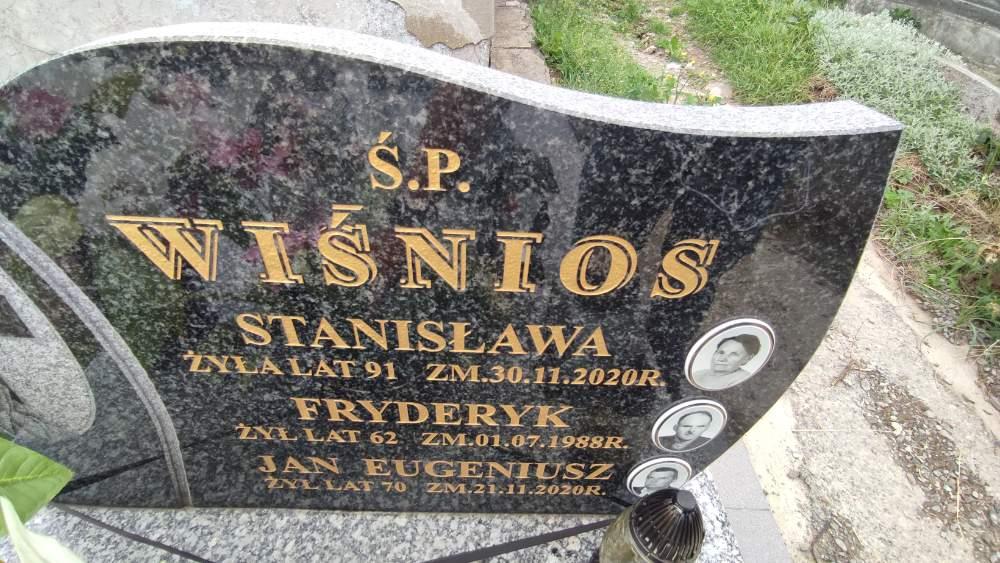 Ś.P.
WIŚNIOS
STANISŁAWA
ŻYŁA LAT 91 ZM.30.11.2020R.
FRYDERYK
ŻYŁ LAT 62 ZM.01.07.1988R.
JAN EUGENIUSZ
ŻYŁ LAT 70 ZM.21.11.2020R.